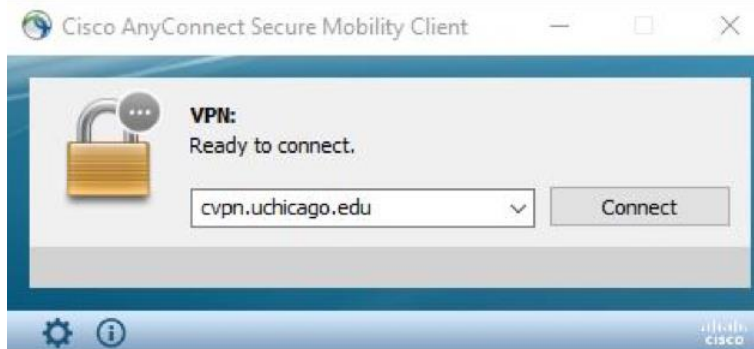 Cisco AnyConnect Secure Mobility Client
VPN:
Ready to connect.
cvpn.uchicago.edu
Connect
CISCO